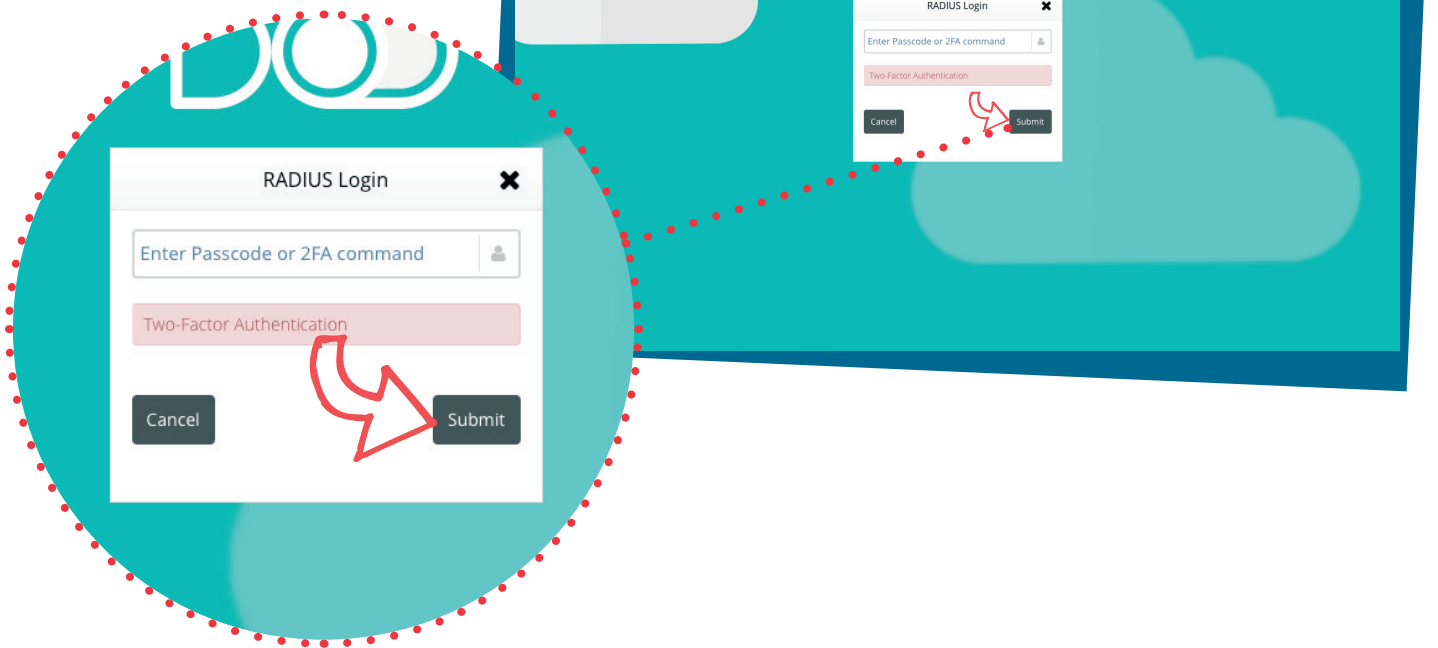 RADIUS Login
Enter Passcode or 2FA command
Two-Factor Authentication
Cancel
Submit
RADIUS Login
Enter Passcode or 2FA command
Two-Factor Authentication
Cancel
Submit